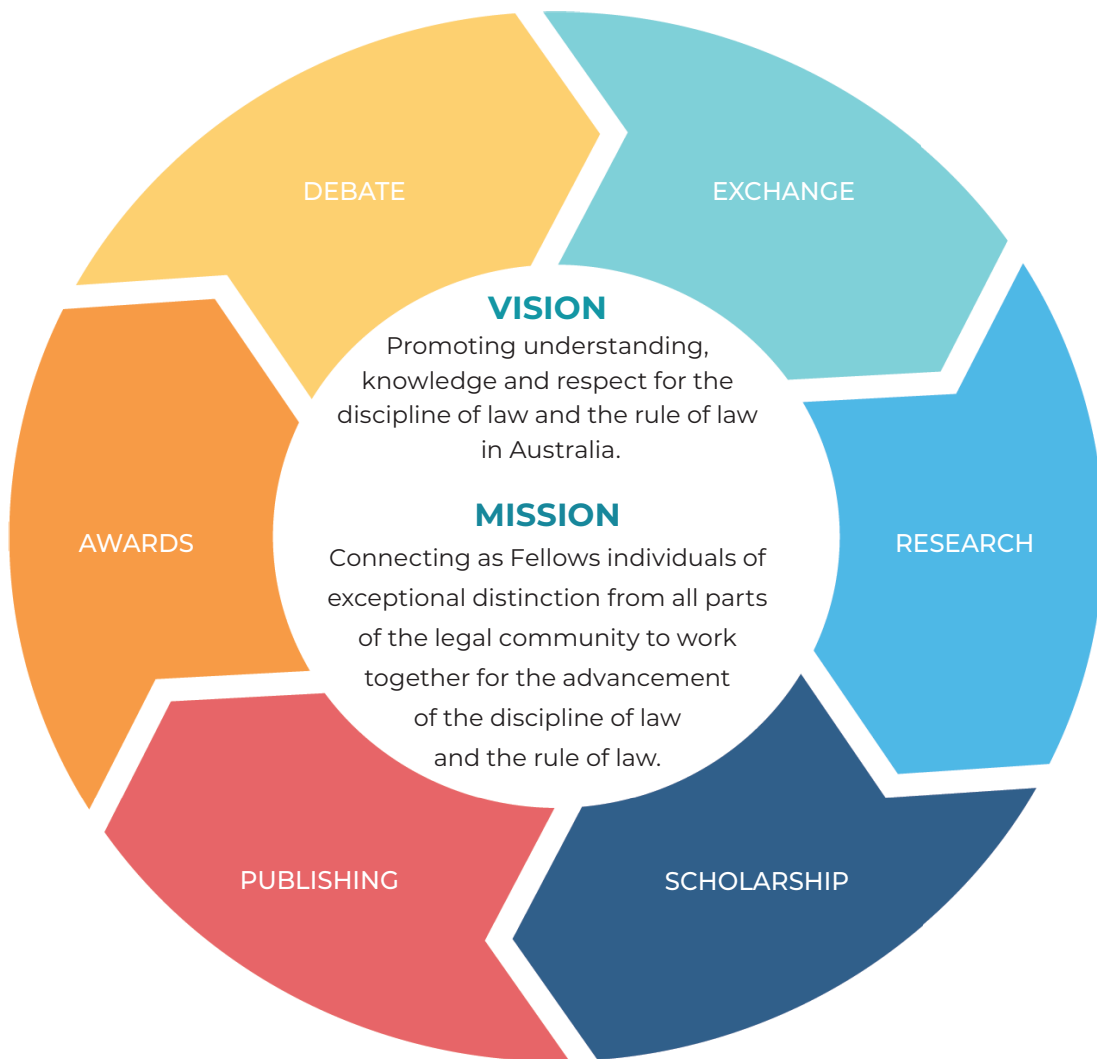 DEBATE
EXCHANGE
VISION
Promoting understanding,
knowledge and respect for the
discipline of law and the rule of law
in Australia.
MISSION
Connecting as Fellows individuals of
exceptional distinction from all parts
of the legal community to work
together for the advancement
of the discipline of law
and the rule of law.
AWARDS
RESEARCH
PUBLISHING
SCHOLARSHIP